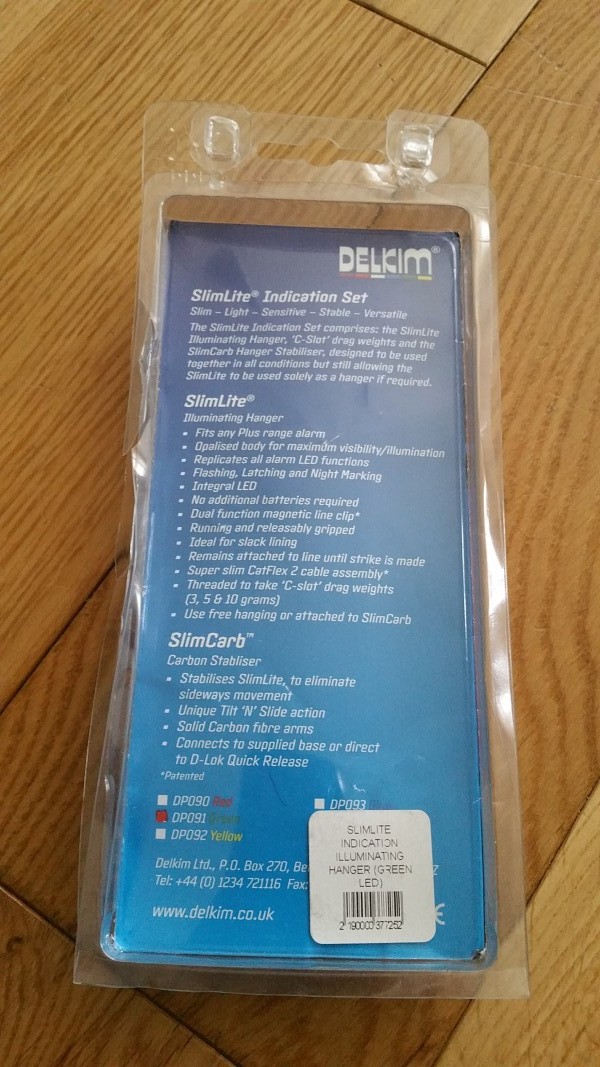 DELKIM®
SlimLite® Indication Set
Slim – Light – Sensitive – Stable – Versatile
The SlimLite Indication Set comprises: the SlimLite
Illuminating Hanger, 'C-Slot' drag weights and the
SlimCarb Hanger Stabiliser, designed to be used
together in all conditions but still allowing the
SlimLite to be used solely as a hanger if required.
SlimLite®
Illuminating Hanger
• Fits any Plus range alarm
• Opalised body for maximum visibility/illumination
• Replicates all alarm LED functions
• Flashing, Latching and Night Marking
• Integral LED
• No additional batteries required
• Dual function magnetic line clip*
• Running and releasably gripped
• Ideal for slack lining
• Remains attached to line until strike is made
• Super slim CatFlex 2 cable assembly*
• Threaded to take 'C-slot' drag weights
(3, 5 & 10 grams)
• Use free hanging or attached to SlimCarb
SlimCarb™
Carbon Stabliser
• Stabilises SlimLite, to eliminate
sideways movement
• Unique Tilt 'N' Slide action
• Solid Carbon fibre arms
• Connects to supplied base or direct
to D-Lok Quick Release
*Patented
DP090 Red
DP091 Green
DP092 Yellow
DP093
Delkim Ltd., P.O. Box 270,
Tel: +44 (0) 1234 721116 Fax:
www.delkim.co.uk
CE
SLIMLITE
INDICATION
ILLUMINATING
HANGER (GREEN
LED)
2 190000 377252